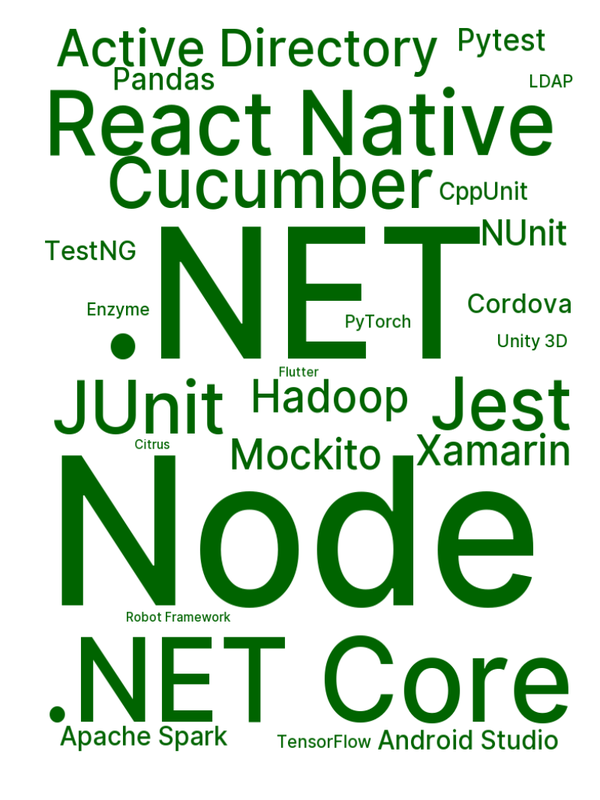 Active Directory
Pytest
Pandas
LDAP
React Native
Cucumber
CppUnit
NUnit
TestNG
.NET
Cordova
Enzyme
PyTorch
Unity 3D
Flutter
JUnit
Hadoop
Jest
Citrus
Mockito
Xamarin
Node
Robot Framework
.NET Core
Apache Spark
TensorFlow
Android Studio